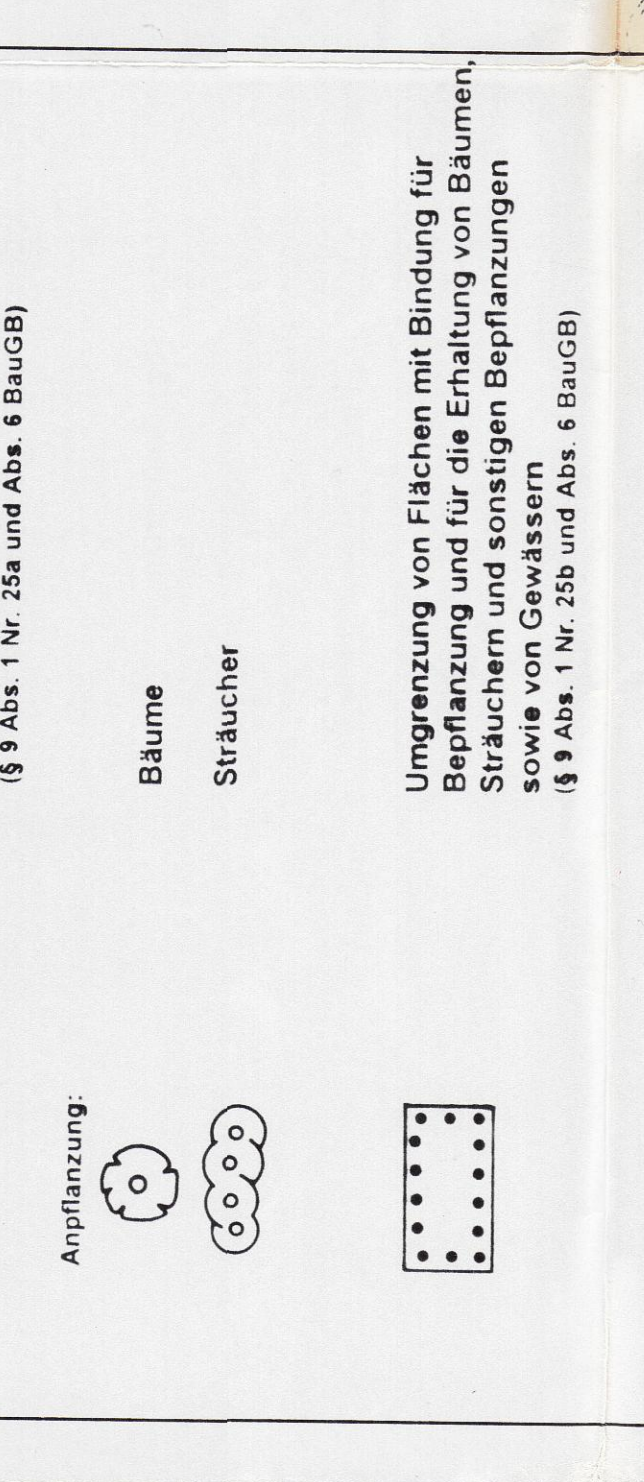 (§ 9 Abs. 1 Nr. 25a und Abs. 6 BauGB)
Anpflanzung:
Bäume
Sträucher
Umgrenzung von Flächen mit Bindung für
Bepflanzung und für die Erhaltung von Bäumen,
Sträuchern und sonstigen Bepflanzungen
sowie von Gewässern
(§ 9 Abs. 1 Nr. 25b und Abs. 6 BauGB)